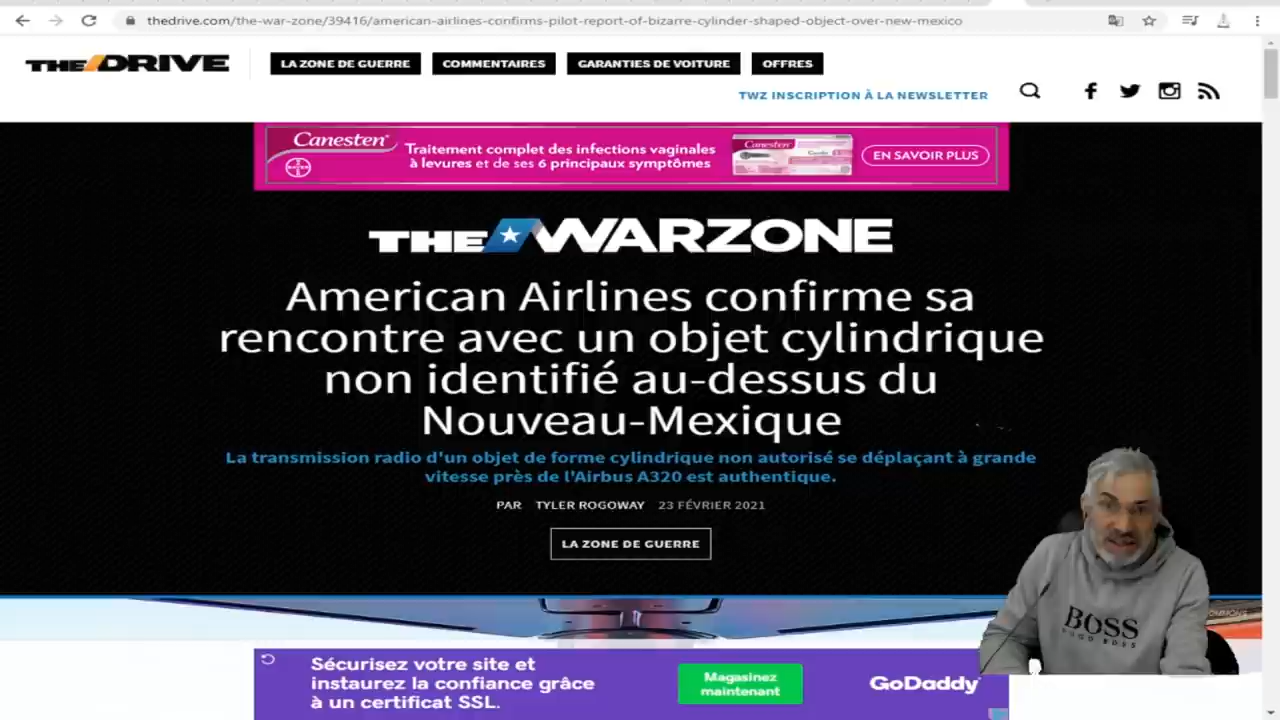 thedrive.com/the-war-zone/39416/american-airlines-confirms-pilot-report-of-bizarre-cylinder-shaped-object-over-new-mexico
THE/DRIVE
LA ZONE DE GUERRE
COMMENTAIRES
GARANTIES DE VOITURE
OFFRES
TWZ INSCRIPTION À LA NEWSLETTER
Canesten
Traitement complet des infections vaginales
à levures et de ses 6 principaux symptômes
Canesten
EN SAVOIR PLUS
THE WARZONE
American Airlines confirme sa
rencontre avec un objet cylindrique
non identifié au-dessus du
Nouveau-Mexique
La transmission radio d'un objet de forme cylindrique non autorisé se déplaçant à grande
vitesse près de l'Airbus A320 est authentique.
PAR TYLER ROGOWAY 23 FÉVRIER 2021
LA ZONE DE GUERRE
BOSS
HUGO BOSS
Sécurisez votre site et
instaurez la confiance grâce
à un certificat SSL.
Magasinez
maintenant
GoDaddy